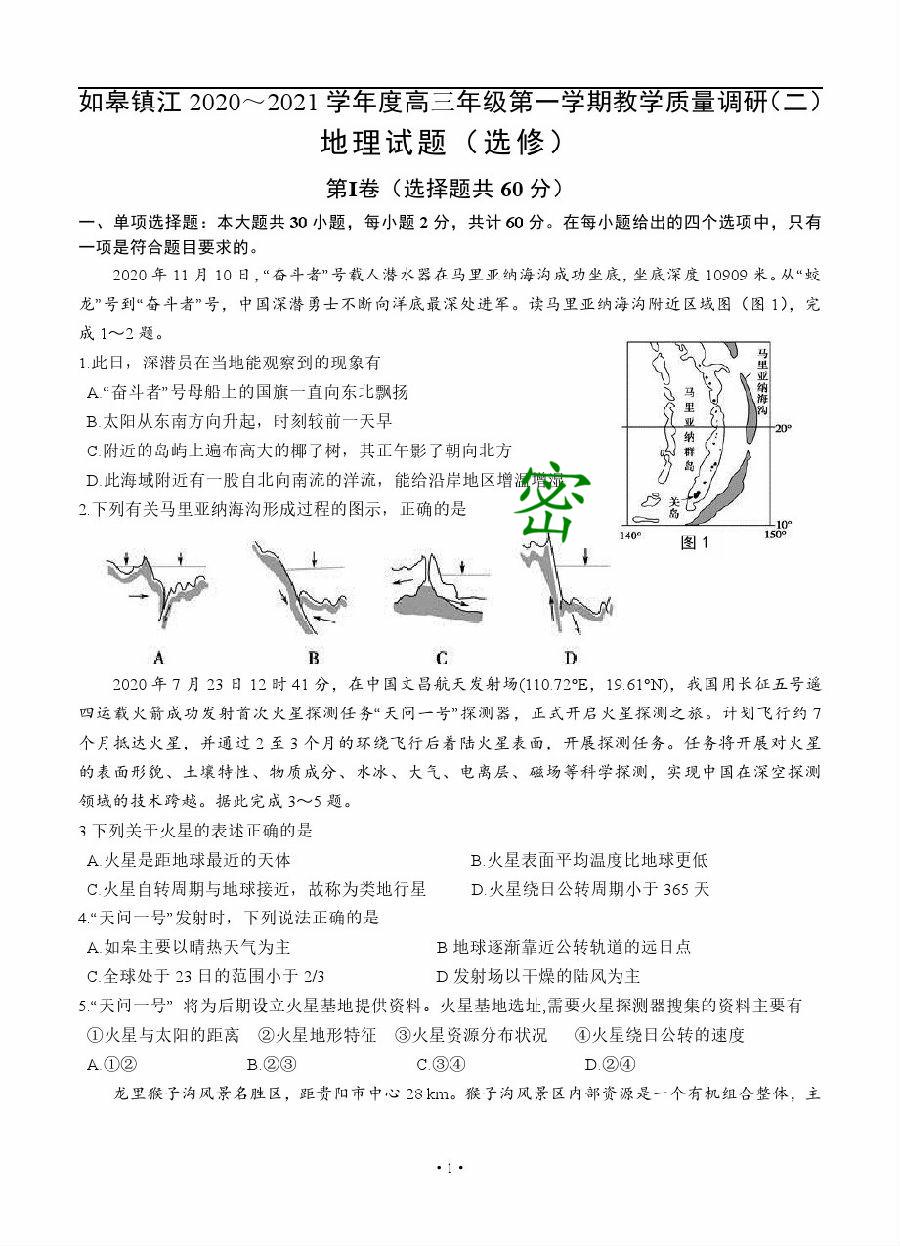 如皋镇江 2020～2021 学年度高三年级第一学期教学质量调研（二）
地理试题（选修）
第I卷（选择题共 60 分）
一、单项选择题：本大题共 30 小题，每小题 2 分，共计 60 分。在每小题给出的四个选项中，只有
一项是符合题目要求的。
2020 年 11 月 10 日，“奋斗者”号载人潜水器在马里亚纳海沟成功坐底，坐底深度 10909 米。从“蛟
龙”号到“奋斗者”号，中国深潜勇士不断向洋底最深处进军。读马里亚纳海沟附近区域图（图 1），完
成 1～2 题。
1.此日，深潜员在当地能观察到的现象有
A.“奋斗者”号母船上的国旗一直向东北飘扬
B.太阳从东南方向升起，时刻较前一天早
C.附近的岛屿上遍布高大的椰了树，其正午影了朝向北方
D.此海域附近有一股自北向南流的洋流，能给沿岸地区增温增湿
密
2.下列有关马里亚纳海沟形成过程的图示，正确的是
马里亚纳海沟
马里亚纳群岛
关岛
20°
10°
140°
150°
图 1
A B C D
2020 年 7 月 23 日 12 时 41 分，在中国文昌航天发射场(110.72°E，19.61°N)，我国用长征五号遥
四运载火箭成功发射首次火星探测任务“天问一号”探测器，正式开启火星探测之旅。计划飞行约 7
个月抵达火星，并通过 2 至 3 个月的环绕飞行后着陆火星表面，开展探测任务。任务将开展对火星
的表面形貌、土壤特性、物质成分、水冰、大气、电离层、磁场等科学探测，实现中国在深空探测
领域的技术跨越。据此完成 3～5 题。
3 下列关于火星的表述正确的是
A.火星是距地球最近的天体 B.火星表面平均温度比地球更低
C.火星自转周期与地球接近，故称为类地行星 D.火星绕日公转周期小于 365 天
4.“天问一号”发射时，下列说法正确的是
A.如皋主要以晴热天气为主 B 地球逐渐靠近公转轨道的远日点
C.全球处于 23 日的范围小于 2/3 D 发射场以干燥的陆风为主
5.“天问一号” 将为后期设立火星基地提供资料。火星基地选址,需要火星探测器搜集的资料主要有
①火星与太阳的距离 ②火星地形特征 ③火星资源分布状况 ④火星绕日公转的速度
A.①② B.②③ C.③④ D.②④
龙里猴子沟风景名胜区，距贵阳市中心 28 km。猴子沟风景区内部资源是一个有机组合整体，主
·1·